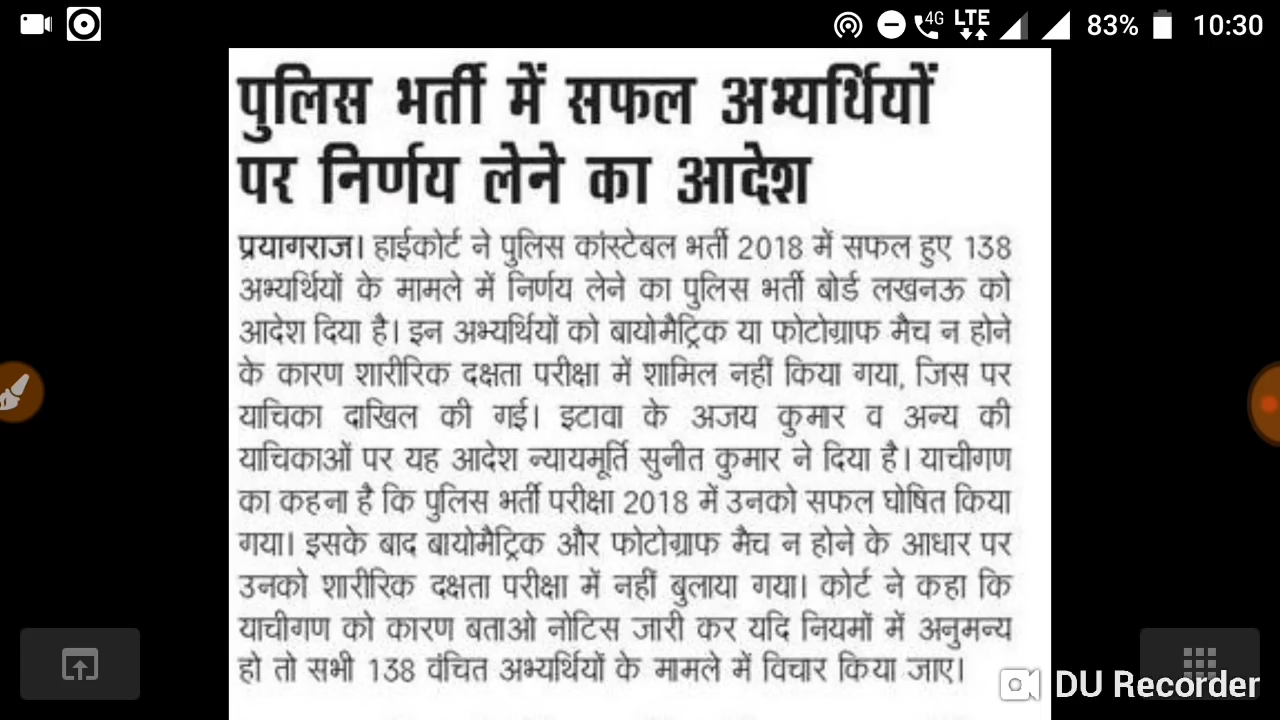 4G LTE 83% 10:30
पुलिस भर्ती में सफल अभ्यर्थियों
पर निर्णय लेने का आदेश
प्रयागराज। हाईकोर्ट ने पुलिस कांस्टेबल भर्ती 2018 में सफल हुए 138
अभ्यर्थियों के मामले में निर्णय लेने का पुलिस भर्ती बोर्ड लखनऊ को
आदेश दिया है। इन अभ्यर्थियों को बायोमैट्रिक या फोटोग्राफ मैच न होने
के कारण शारीरिक दक्षता परीक्षा में शामिल नहीं किया गया, जिस पर
याचिका दाखिल की गई। इटावा के अजय कुमार व अन्य की
याचिकाओं पर यह आदेश न्यायमूर्ति सुनीत कुमार ने दिया है। याचीगण
का कहना है कि पुलिस भर्ती परीक्षा 2018 में उनको सफल घोषित किया
गया। इसके बाद बायोमैट्रिक और फोटोग्राफ मैच न होने के आधार पर
उनको शारीरिक दक्षता परीक्षा में नहीं बुलाया गया। कोर्ट ने कहा कि
याचीगण को कारण बताओ नोटिस जारी कर यदि नियमों में अनुमन्य
हो तो सभी 138 वंचित अभ्यर्थियों के मामले में विचार किया जाए।
DU Recorder